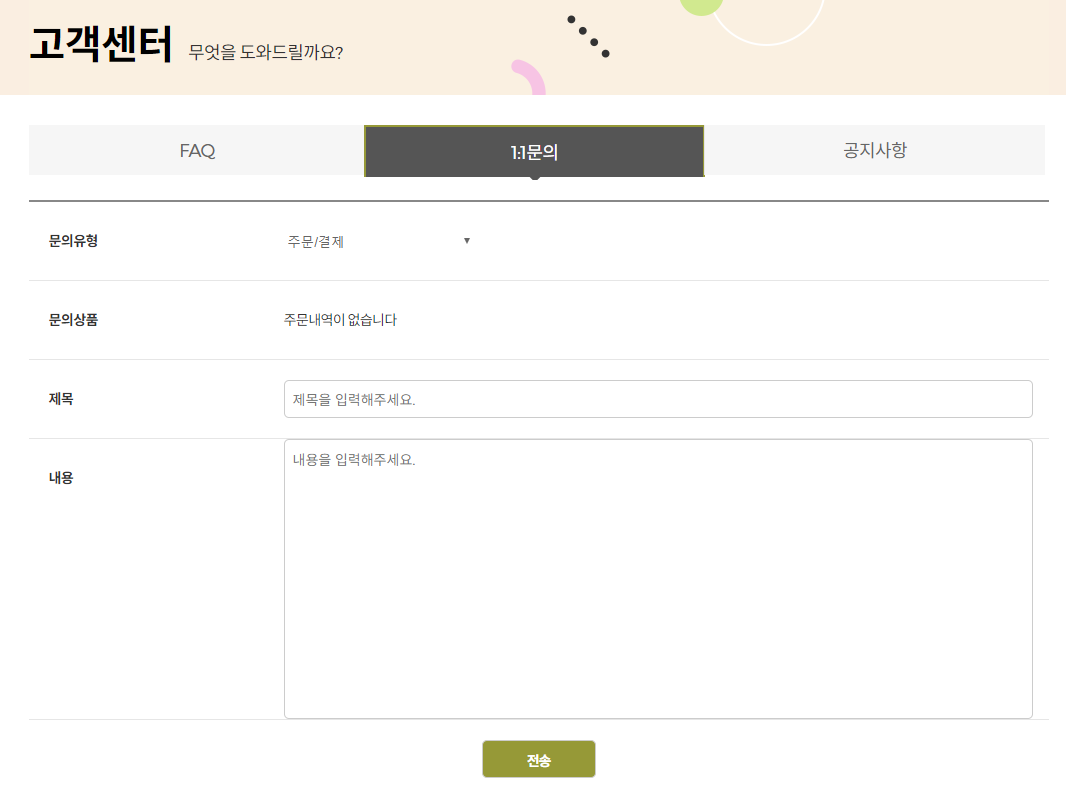 고객센터 무엇을 도와드릴까요?
FAQ 1:1문의 공지사항
문의유형 주문/결제 ▼
문의상품 주문내역이 없습니다
제목 제목을 입력해주세요.
내용 내용을 입력해주세요.
전송